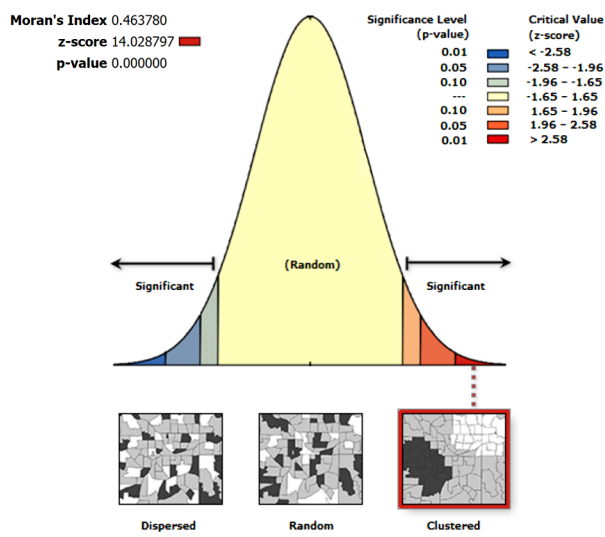 Moran's Index 0.463780
z-score 14.028797
p-value 0.000000
Significance Level
(p-value)
Critical Value
(z-score)
0.01 < -2.58
0.05 -2.58 – -1.96
0.10 -1.96 – -1.65
--- -1.65 – 1.65
0.10 1.65 – 1.96
0.05 1.96 – 2.58
0.01 > 2.58
(Random)
Significant
Significant
Dispersed
Random
Clustered